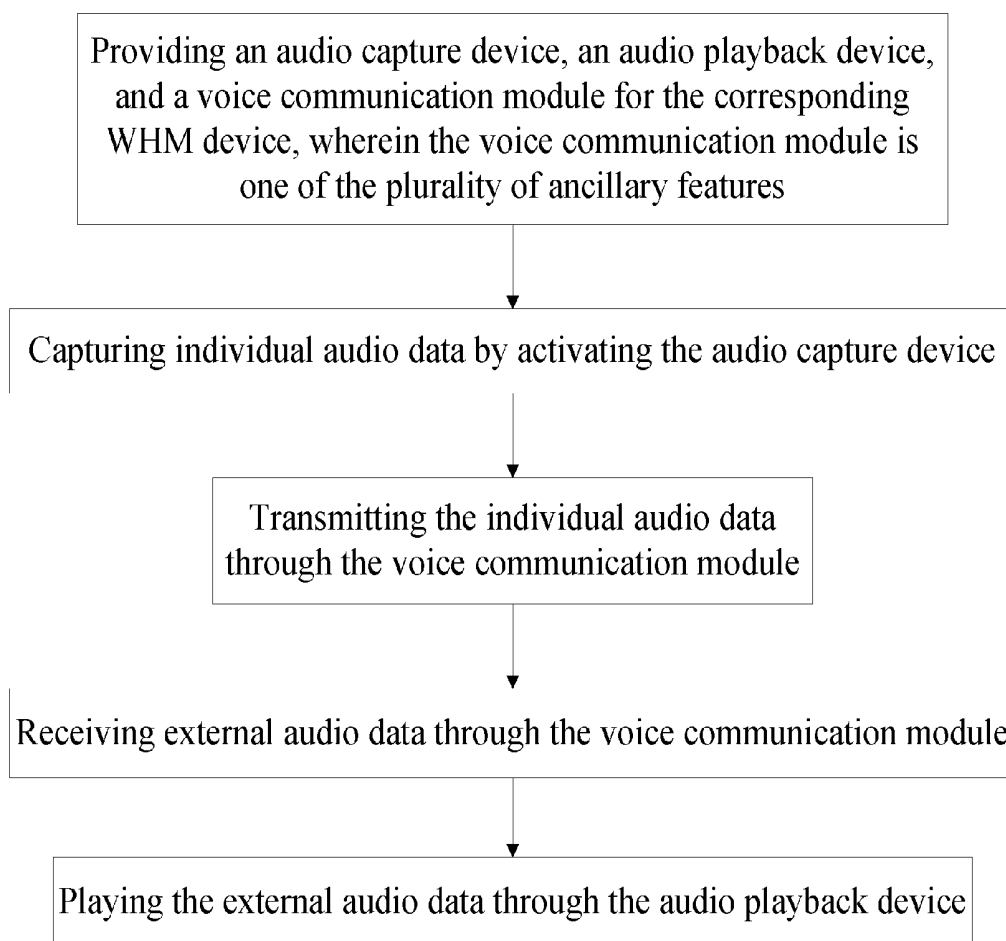 Providing an audio capture device, an audio playback device,
and a voice communication module for the corresponding
WHM device, wherein the voice communication module is
one of the plurality of ancillary features
Capturing individual audio data by activating the audio capture device
Transmitting the individual audio data
through the voice communication module
Receiving external audio data through the voice communication module
Playing the external audio data through the audio playback device